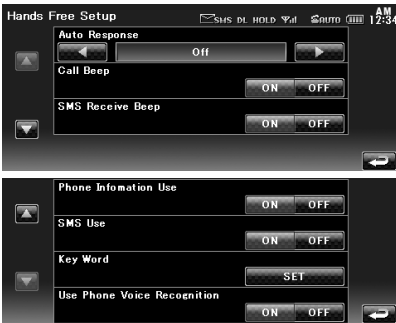 Hands Free Setup SMS DL HOLD AUTO AM 12:34
Auto Response
Off
Call Beep
ON OFF
SMS Receive Beep
ON OFF
Phone Infomation Use
ON OFF
SMS Use
ON OFF
Key Word
SET
Use Phone Voice Recognition
ON OFF